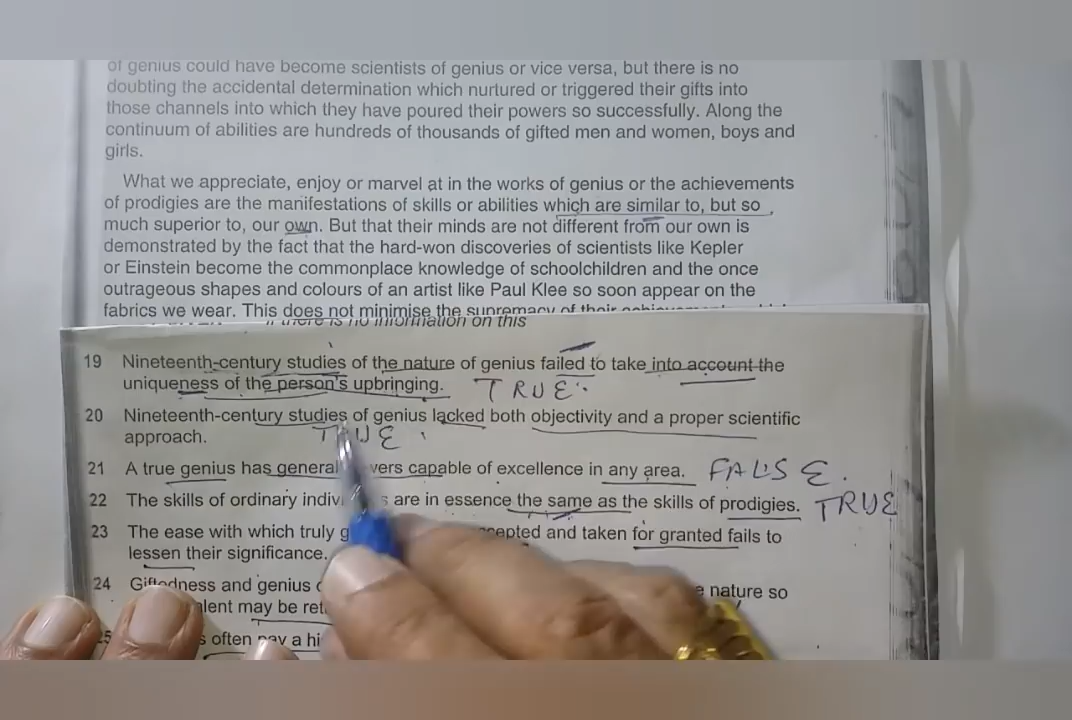 of genius could have become scientists of genius or vice versa, but there is no
doubting the accidental determination which nurtured or triggered their gifts into
those channels into which they have poured their powers so successfully. Along the
continuum of abilities are hundreds of thousands of gifted men and women, boys and
girls.
What we appreciate, enjoy or marvel at in the works of genius or the achievements
of prodigies are the manifestations of skills or abilities which are similar to, but so
much superior to, our own. But that their minds are not different from our own is
demonstrated by the fact that the hard-won discoveries of scientists like Kepler
or Einstein become the commonplace knowledge of schoolchildren and the once
outrageous shapes and colours of an artist like Paul Klee so soon appear on the
fabrics we wear. This does not minimise the supremacy of their
if there is no information on this
19 Nineteenth-century studies of the nature of genius failed to take into account the
uniqueness of the person's upbringing. TRUE
20 Nineteenth-century studies of genius lacked both objectivity and a proper scientific
approach. TRUE
21 A true genius has general capable of excellence in any area. FALSE.
22 The skills of ordinary are in essence the same as the skills of prodigies. TRUE
23 The ease with which truly and taken for granted fails to
lessen their significance.
24 Giftedness and genius nature so
may be
25 often pay a